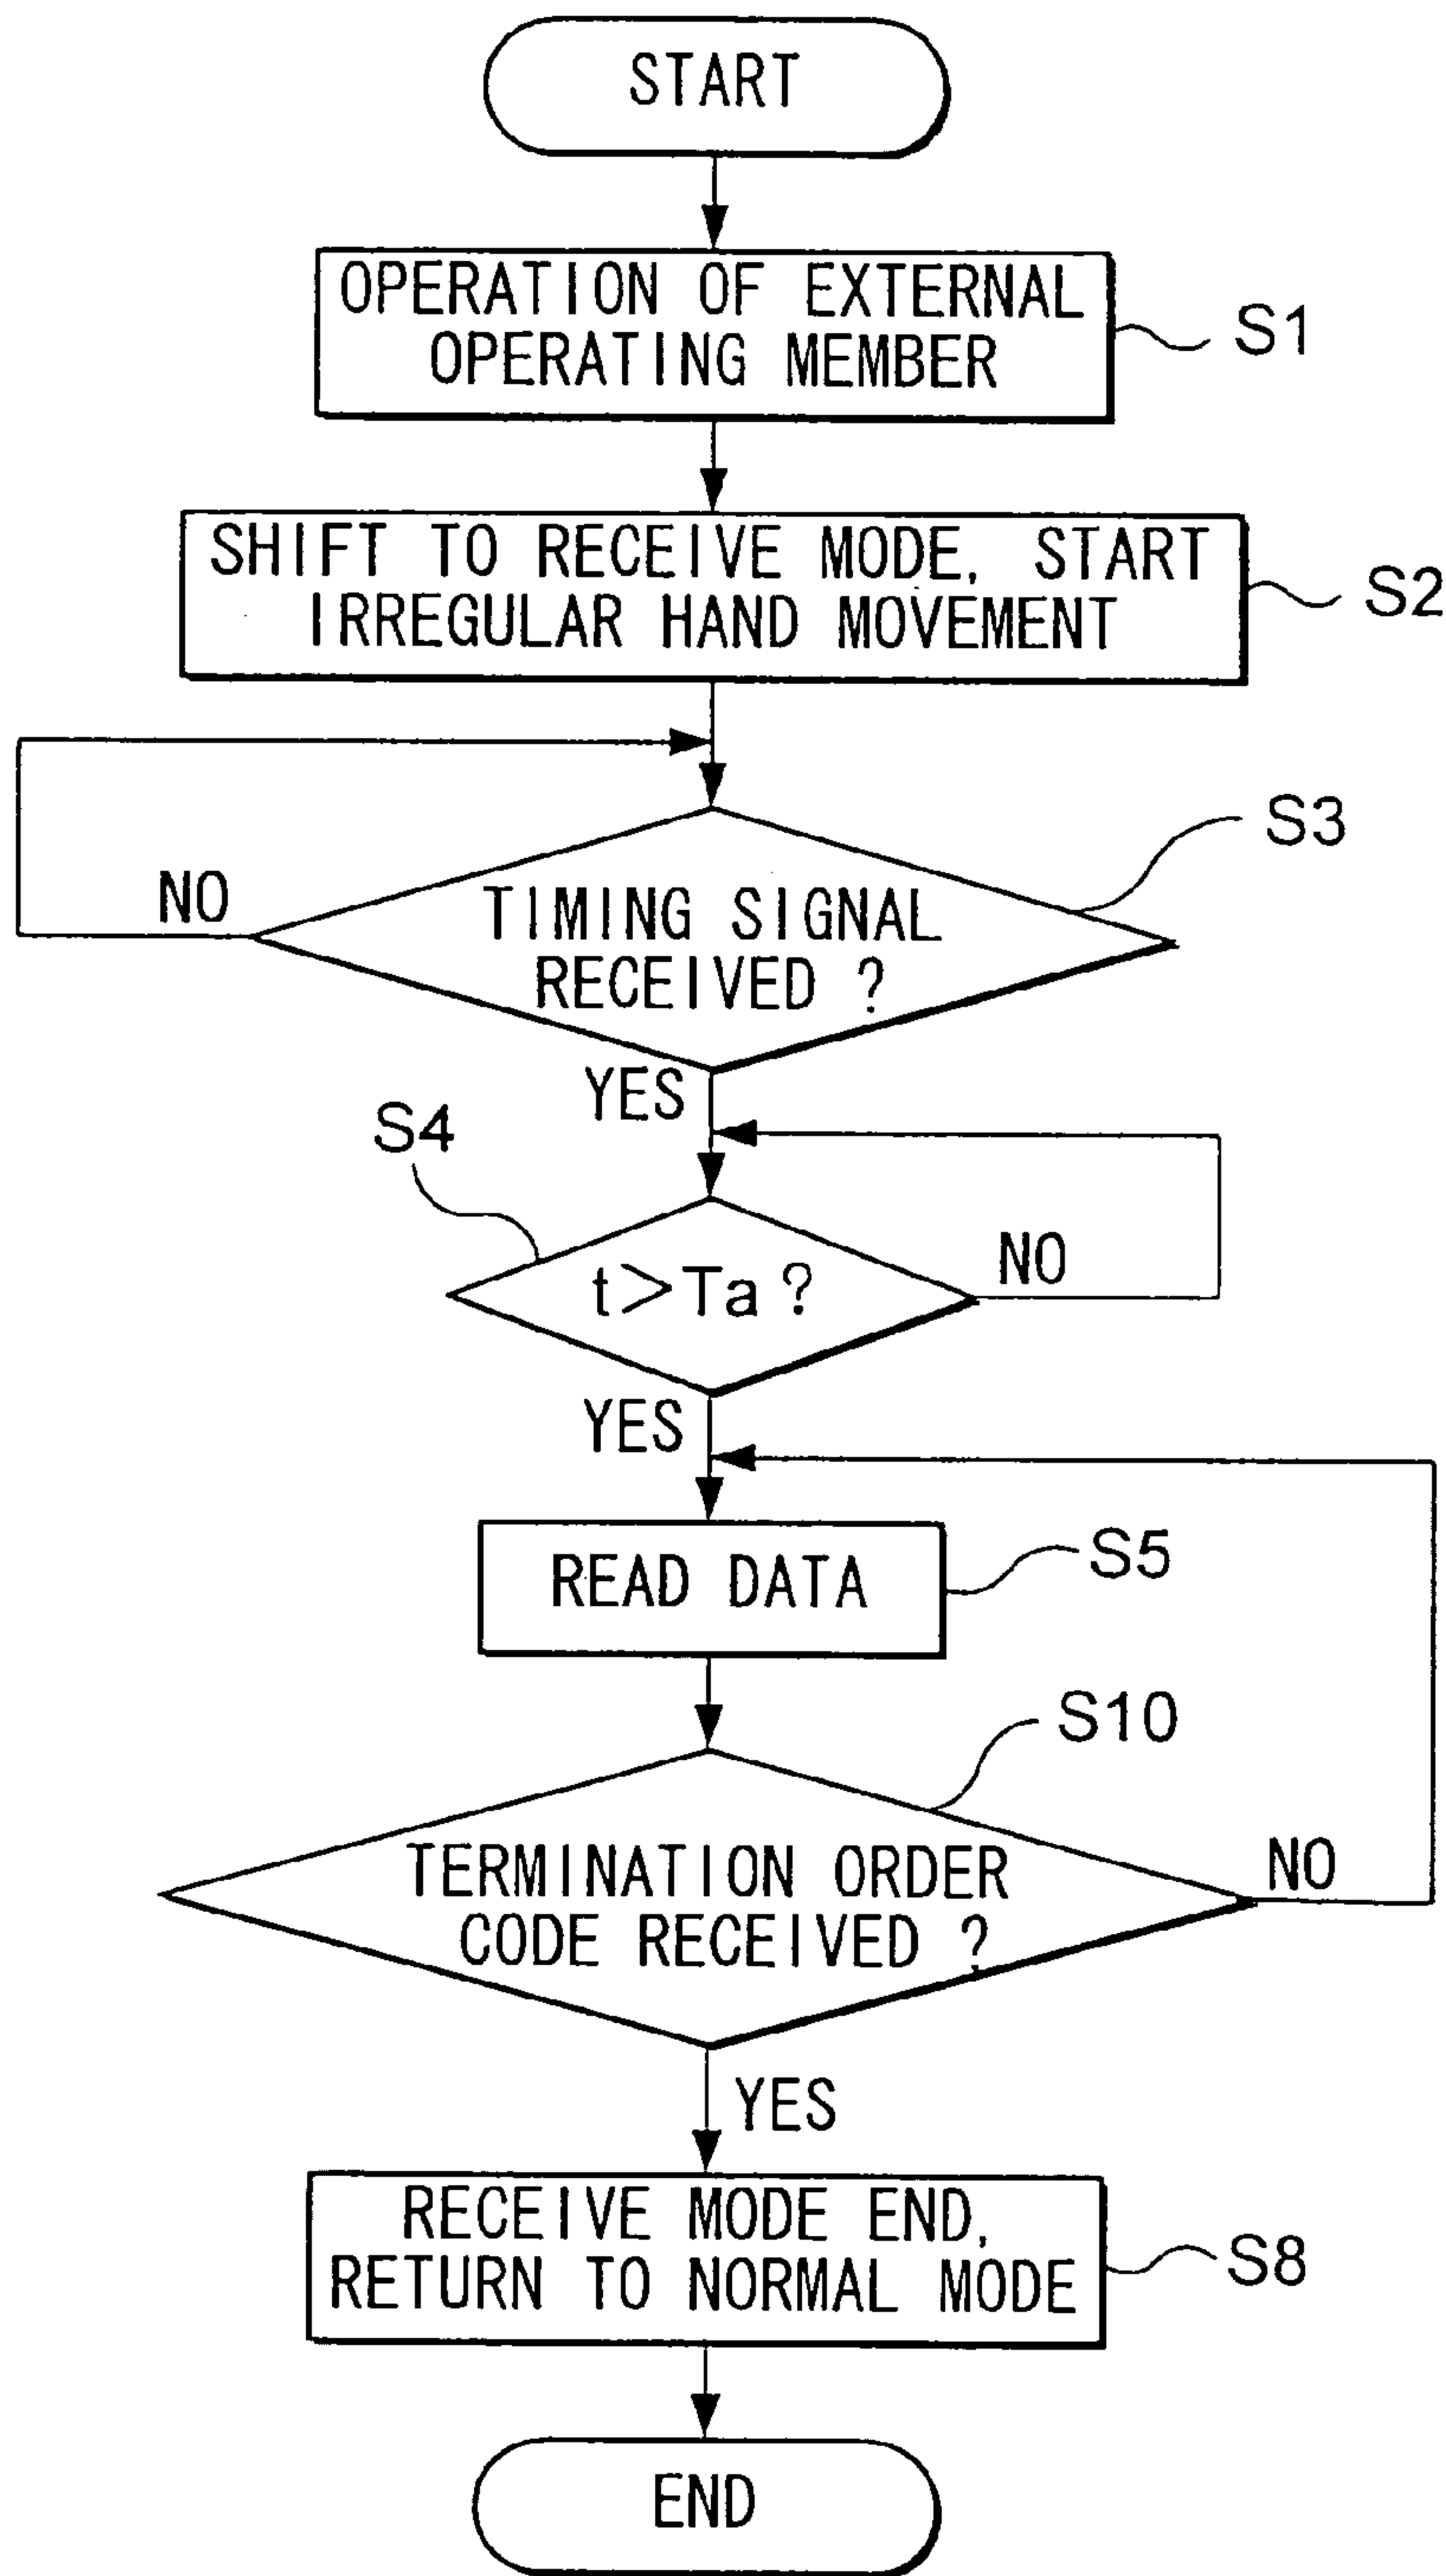 START
OPERATION OF EXTERNAL
OPERATING MEMBER
S1
SHIFT TO RECEIVE MODE, START
IRREGULAR HAND MOVEMENT
S2
S3
NO
TIMING SIGNAL
RECEIVED ?
YES
S4
t>Ta ?
NO
YES
READ DATA
S5
S10
TERMINATION ORDER
CODE RECEIVED ?
NO
YES
RECEIVE MODE END,
RETURN TO NORMAL MODE
S8
END